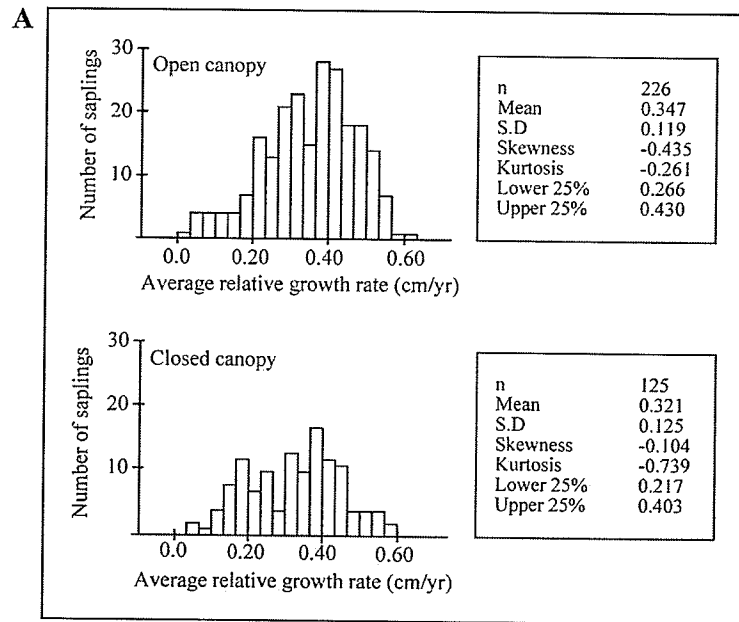 A
30
20
10
Number of saplings
Open canopy
0.0 0.20 0.40 0.60
Average relative growth rate (cm/yr)
n 226
Mean 0.347
S.D 0.119
Skewness -0.435
Kurtosis -0.261
Lower 25% 0.266
Upper 25% 0.430
30
20
10
Number of saplings
Closed canopy
0.0 0.20 0.40 0.60
Average relative growth rate (cm/yr)
n 125
Mean 0.321
S.D 0.125
Skewness -0.104
Kurtosis -0.739
Lower 25% 0.217
Upper 25% 0.403